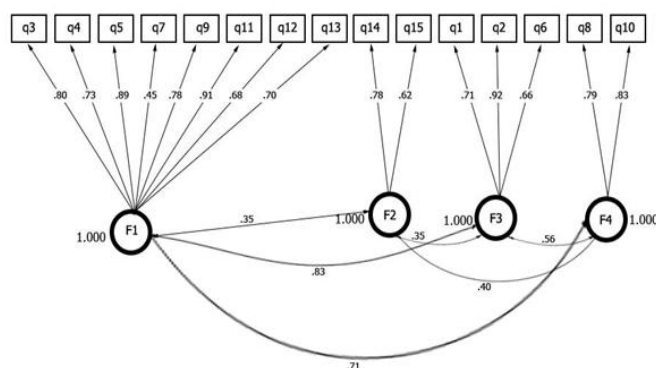 q3 q4 q5 q7 q9 q11 q12 q13 q14 q15 q1 q2 q6 q8 q10
.80 .73 .89 .45 .78 .91 .68 .70 .78 .62 .71 .92 .66 .79 .83
F1 F2 F3 F4
1.000 1.000 1.000 1.000
.35 .35 .56
.83 .40
.71